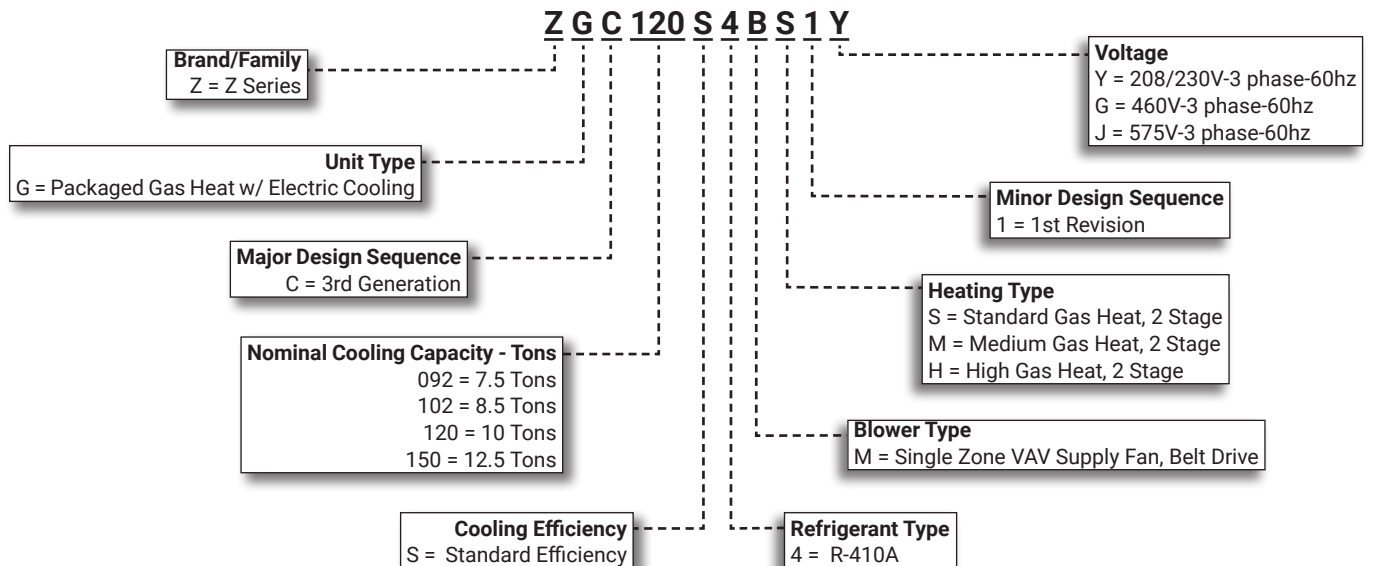 Z G C 120 S 4 B S 1 Y
Brand/Family
Z = Z Series
Unit Type
G = Packaged Gas Heat w/ Electric Cooling
Major Design Sequence
C = 3rd Generation
Nominal Cooling Capacity - Tons
092 = 7.5 Tons
102 = 8.5 Tons
120 = 10 Tons
150 = 12.5 Tons
Cooling Efficiency
S = Standard Efficiency
Voltage
Y = 208/230V-3 phase-60hz
G = 460V-3 phase-60hz
J = 575V-3 phase-60hz
Minor Design Sequence
1 = 1st Revision
Heating Type
S = Standard Gas Heat, 2 Stage
M = Medium Gas Heat, 2 Stage
H = High Gas Heat, 2 Stage
Blower Type
M = Single Zone VAV Supply Fan, Belt Drive
Refrigerant Type
4 = R-410A